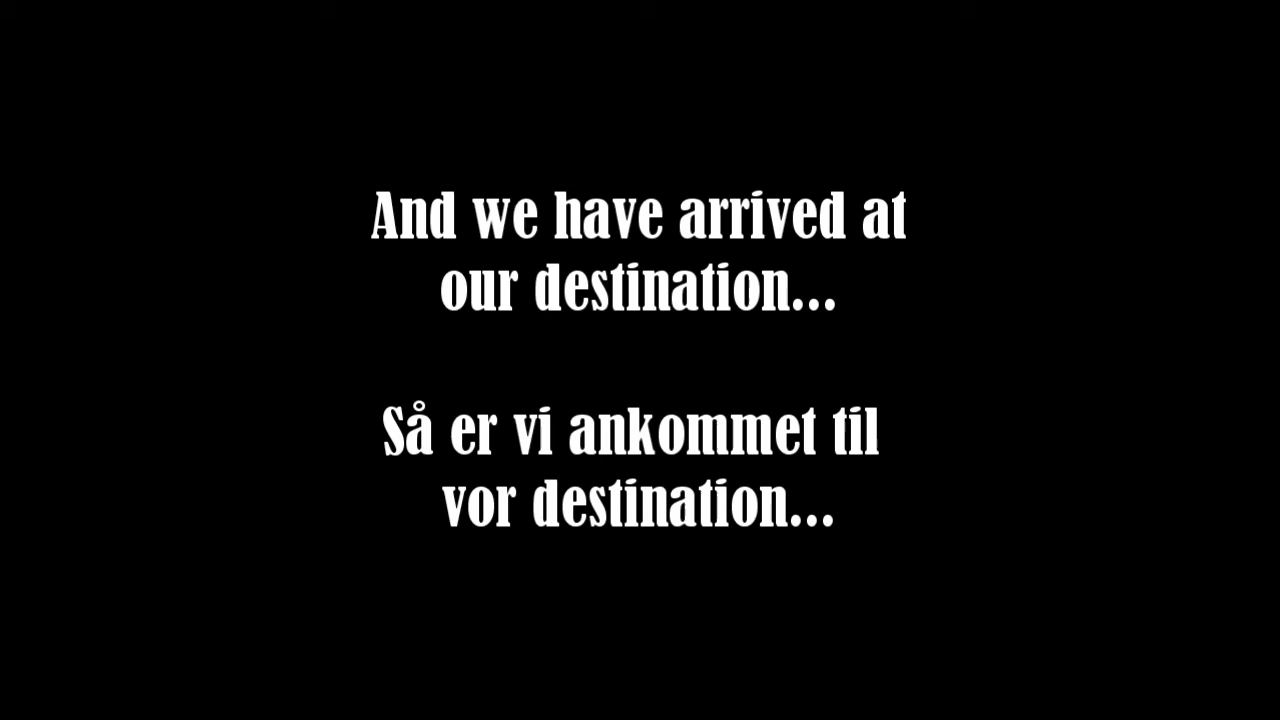 And we have arrived at
our destination...
Så er vi ankommet til
vor destination...